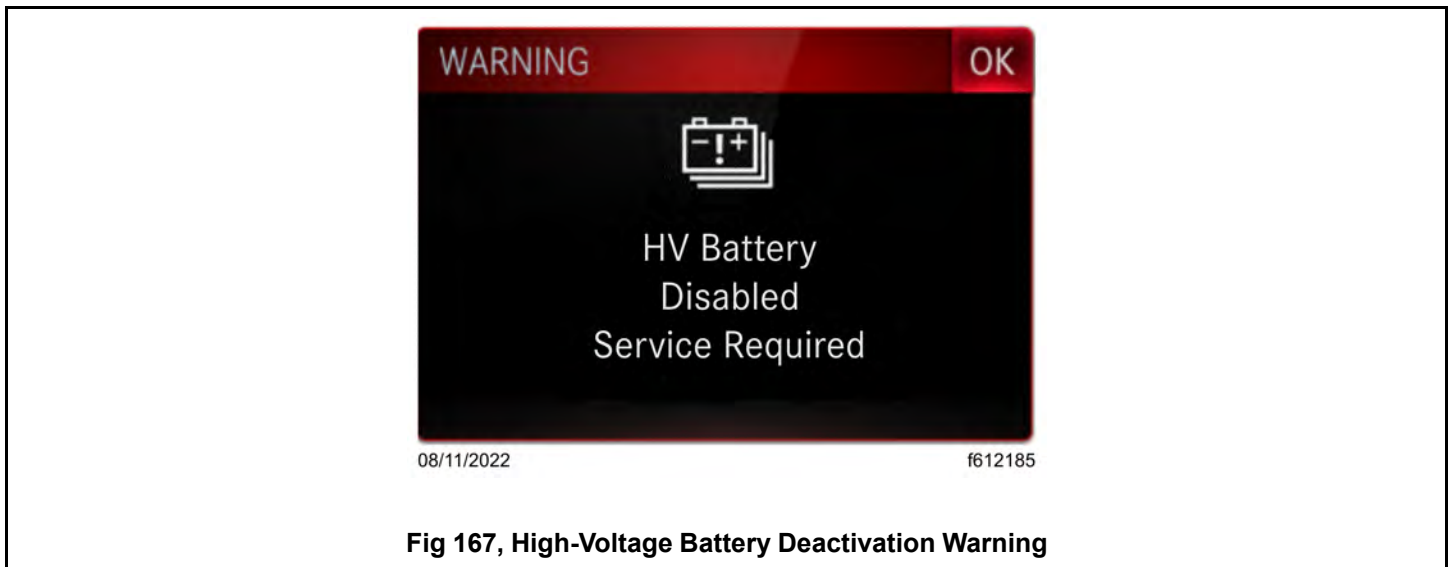 WARNING OK
HV Battery
Disabled
Service Required
08/11/2022 f612185
Fig 167, High-Voltage Battery Deactivation Warning